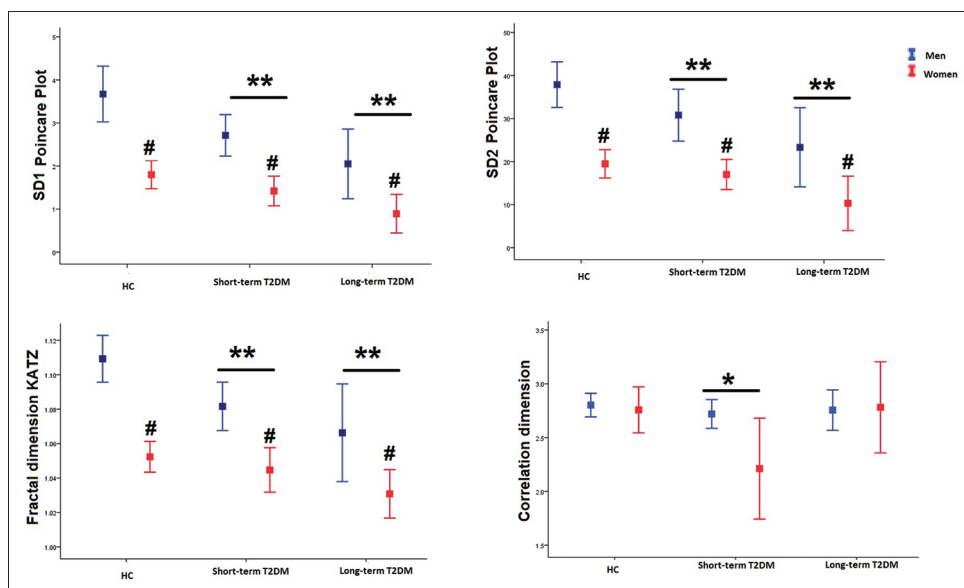 SD1 Poincare Plot
5
4
3
2
1
0
**
**
#
#
#
HC
Short-term T2DM
Long-term T2DM
SD2 Poincare Plot
50
40
30
20
10
0
**
**
#
#
#
HC
Short-term T2DM
Long-term T2DM
Men
Women
Fractal dimension KATZ
1.12
1.10
1.08
1.06
1.04
1.02
1.00
**
**
#
#
#
HC
Short-term T2DM
Long-term T2DM
Correlation dimension
3.5
3.0
2.5
2.0
1.5
*
HC
Short-term T2DM
Long-term T2DM